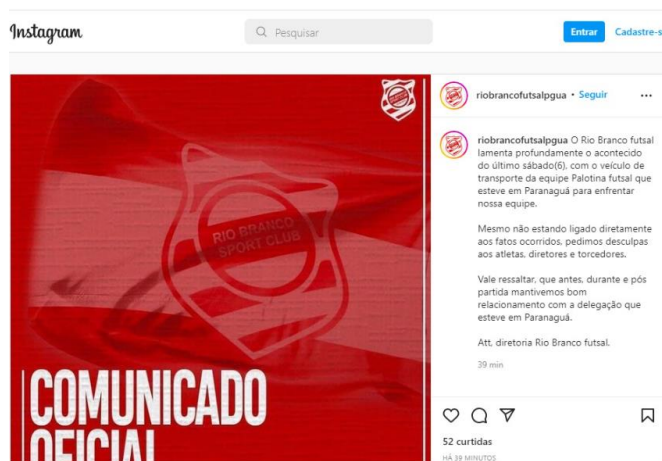 Instagram
Pesquisar
Entrar
Cadastre-s
riobrancofutsalpgua • Seguir
riobrancofutsalpgua O Rio Branco futsal
lamenta profundamente o acontecido
do último sábado(6), com o veículo de
transporte da equipe Palotina futsal que
esteve em Paranaguá para enfrentar
nossa equipe.
Mesmo não estando ligado diretamente
aos fatos ocorridos, pedimos desculpas
aos atletas, diretores e torcedores.
Vale ressaltar, que antes, durante e pós
partida mantivemos bom
relacionamento com a delegação que
esteve em Paranaguá.
Att, diretoria Rio Branco futsal.
39 min
RIO BRANCO
SPORT CLUB
COMUNICADO
OFICIAL
52 curtidas
HÁ 39 MINUTOS